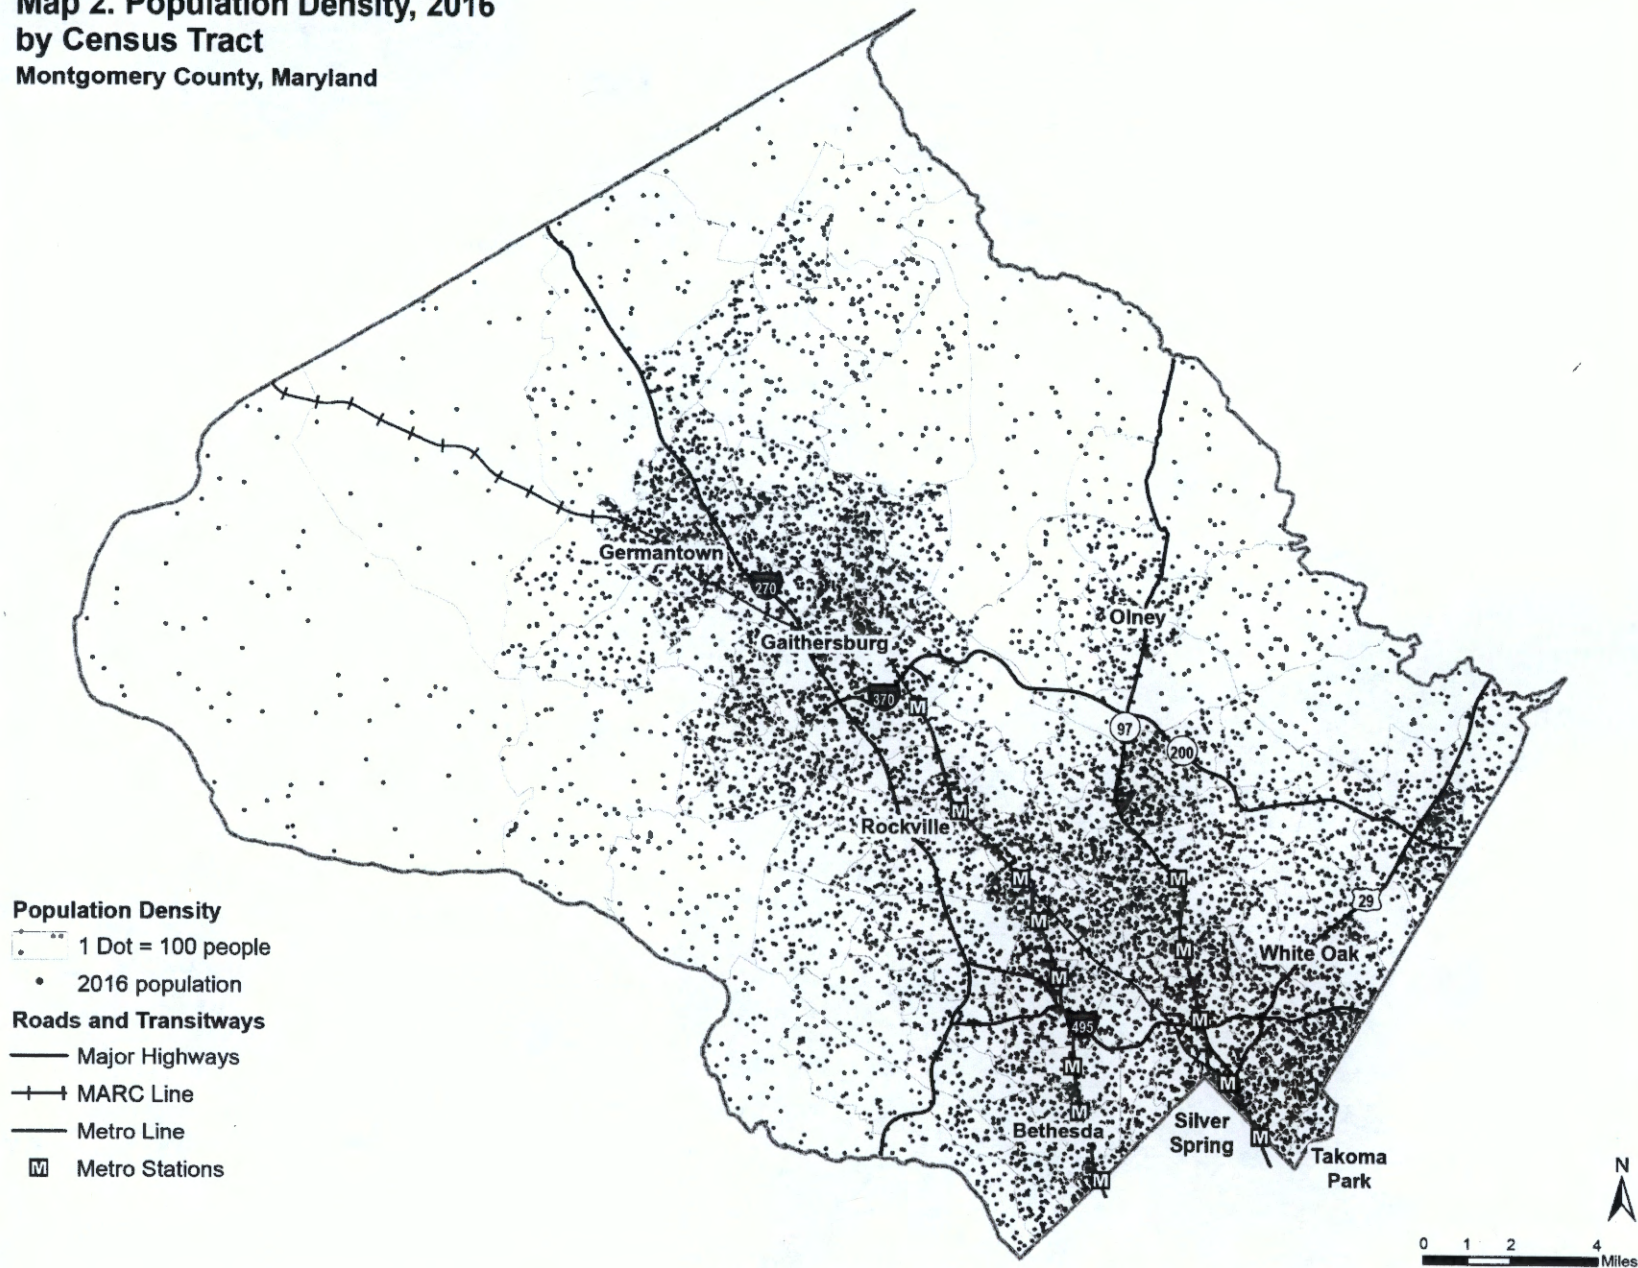 Map 2. Population Density, 2016
by Census Tract
Montgomery County, Maryland
Germantown
270
Gaithersburg
370
M
Olney
97
200
Rockville
M
M
M
M
M
29
White Oak
M
M
495
M
M
M
Bethesda
Silver
Spring
M
Takoma
Park
M
Population Density
1 Dot = 100 people
2016 population
Roads and Transitways
Major Highways
MARC Line
Metro Line
M Metro Stations
N
0 1 2 4
Miles